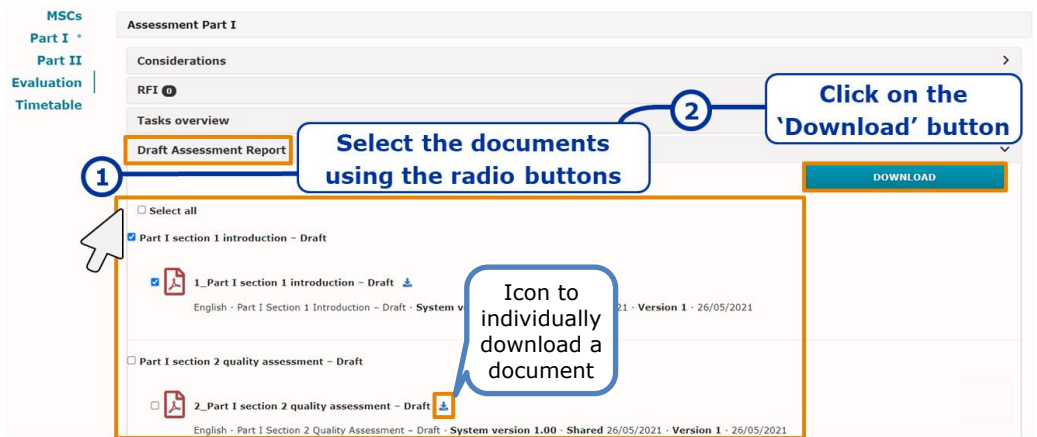 MSCs
Part I
Part II
Evaluation
Timetable
Assessment Part I
Considerations
RFI 0
Tasks overview
Draft Assessment Report
1
Select the documents
using the radio buttons
2
Click on the
‘Download’ button
DOWNLOAD
Select all
Part I section 1 introduction – Draft
1_Part I section 1 introduction – Draft
English · Part I Section 1 Introduction – Draft · System v 21 · Version 1 · 26/05/2021
Icon to
individually
download a
document
Part I section 2 quality assessment – Draft
2_Part I section 2 quality assessment – Draft
English · Part I Section 2 Quality Assessment – Draft · System version 1.00 · Shared 26/05/2021 · Version 1 · 26/05/2021